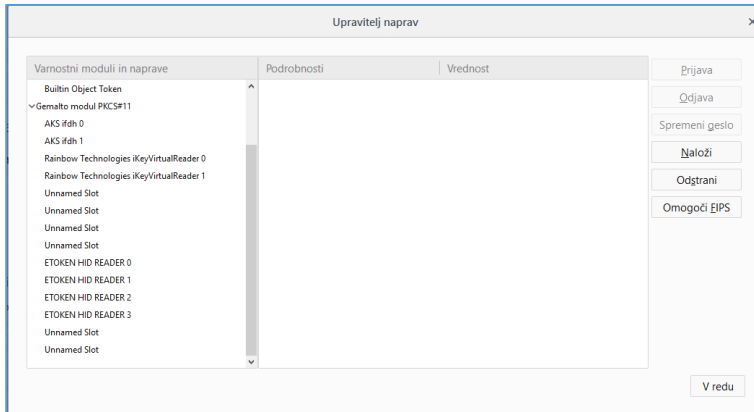 Upravitelj naprav
Varnostni moduli in naprave
Podrobnosti
Vrednost
Builtin Object Token
Gemalto modul PKCS#11
AKS ifdh 0
AKS ifdh 1
Rainbow Technologies iKeyVirtualReader 0
Rainbow Technologies iKeyVirtualReader 1
Unnamed Slot
Unnamed Slot
Unnamed Slot
Unnamed Slot
ETOKEN HID READER 0
ETOKEN HID READER 1
ETOKEN HID READER 2
ETOKEN HID READER 3
Unnamed Slot
Unnamed Slot
Prijava
Odjava
Spremeni geslo
Naloži
Odstrani
Omogoči FIPS
V redu